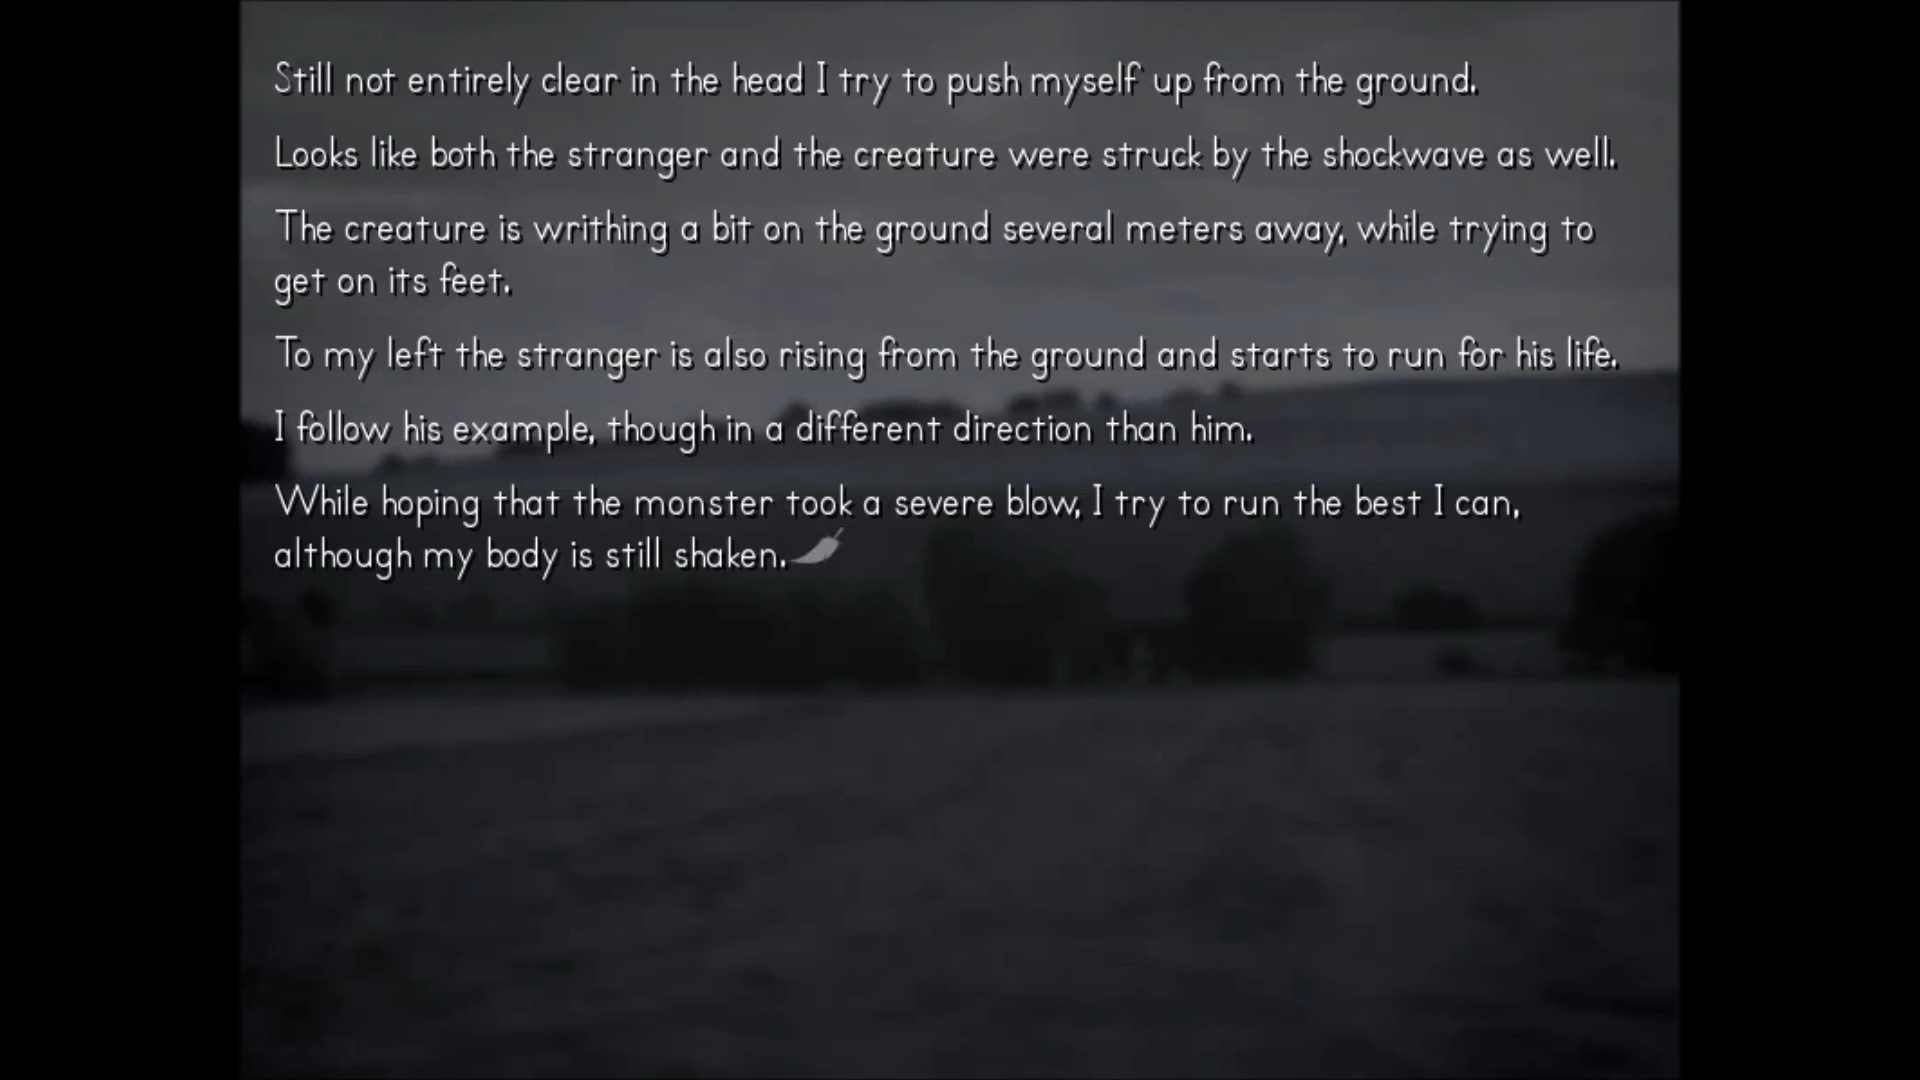 Still not entirely clear in the head I try to push myself up from the ground.
Looks like both the stranger and the creature were struck by the shockwave as well.
The creature is writhing a bit on the ground several meters away, while trying to
get on its feet.
To my left the stranger is also rising from the ground and starts to run for his life.
I follow his example, though in a different direction than him.
While hoping that the monster took a severe blow, I try to run the best I can,
although my body is still shaken.